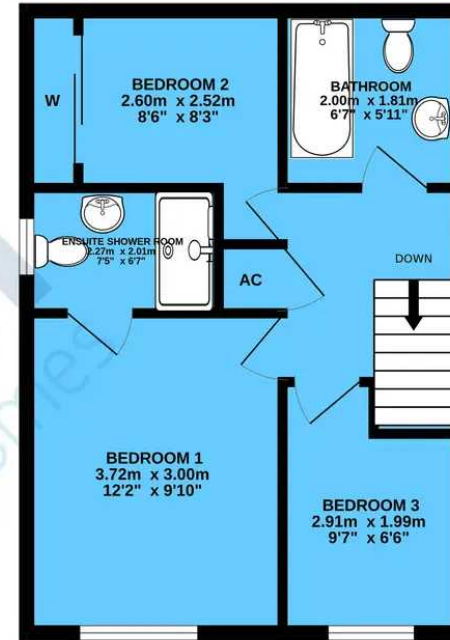 BEDROOM 2
2.60m x 2.52m
8'6" x 8'3"
W
BATHROOM
2.00m x 1.81m
6'7" x 5'11"
ENSUITE SHOWER ROOM
2.27m x 2.01m
7'5" x 6'7"
DOWN
AC
BEDROOM 1
3.72m x 3.00m
12'2" x 9'10"
BEDROOM 3
2.91m x 1.99m
9'7" x 6'6"